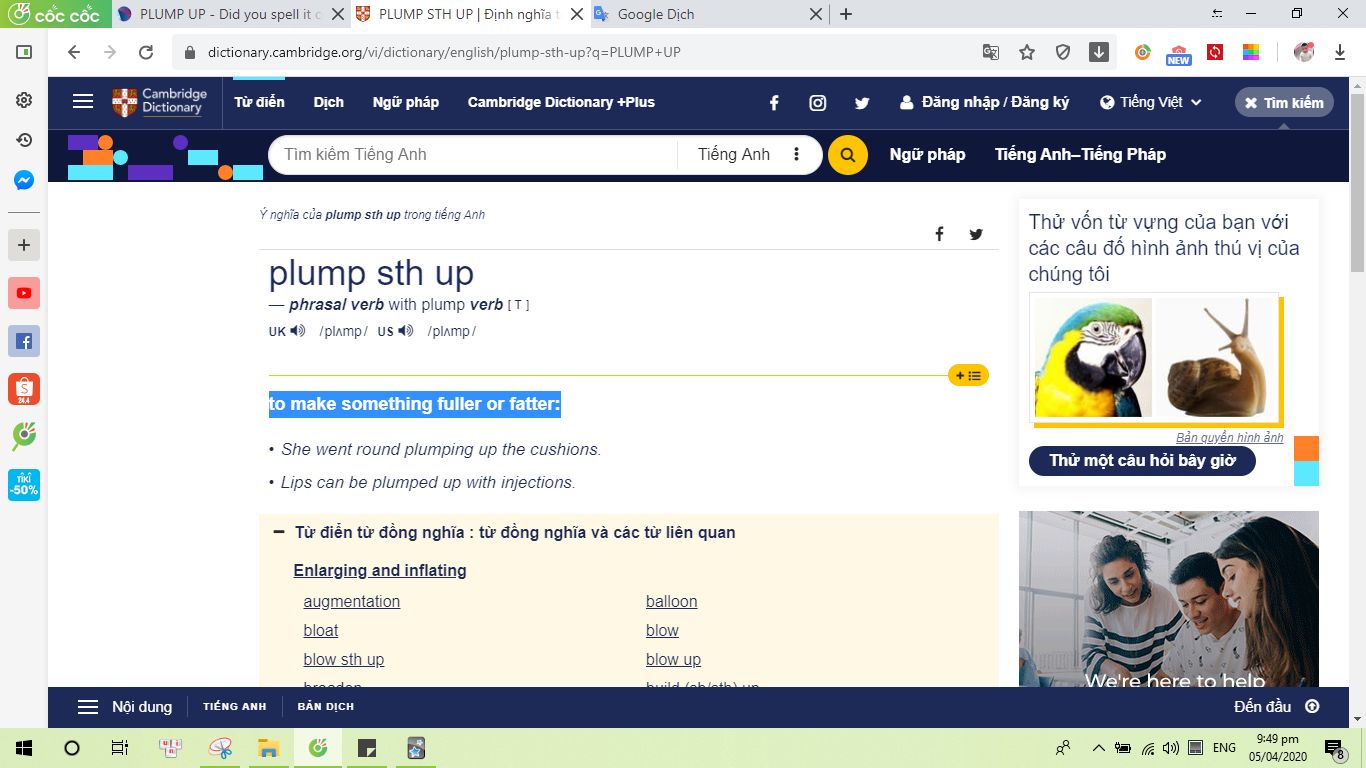 cốc cốc
PLUMP UP - Did you spell it c
PLUMP STH UP | Định nghĩa t
Google Dịch
dictionary.cambridge.org/vi/dictionary/english/plump-sth-up?q=PLUMP+UP
NEW
Cambridge
Dictionary
Từ điển
Dịch
Ngữ pháp
Cambridge Dictionary +Plus
Đăng nhập / Đăng ký
Tiếng Việt
Tìm kiếm
Tìm kiếm Tiếng Anh
Tiếng Anh
Ngữ pháp
Tiếng Anh–Tiếng Pháp
Ý nghĩa của plump sth up trong tiếng Anh
plump sth up
— phrasal verb with plump verb [ T ]
UK /plʌmp/ US /plʌmp/
to make something fuller or fatter:
• She went round plumping up the cushions.
• Lips can be plumped up with injections.
Từ điển từ đồng nghĩa : từ đồng nghĩa và các từ liên quan
Enlarging and inflating
augmentation
balloon
bloat
blow
blow sth up
blow up
broaden
build (sb/sth) up
Thử vốn từ vựng của bạn với
các câu đố hình ảnh thú vị của
chúng tôi
Bản quyền hình ảnh
Thử một câu hỏi bây giờ
We're here to help
S
24.4
TIKI
-50%
Nội dung
TIẾNG ANH
BẢN DỊCH
Đến đầu
ENG
9:49 pm
05/04/2020
8